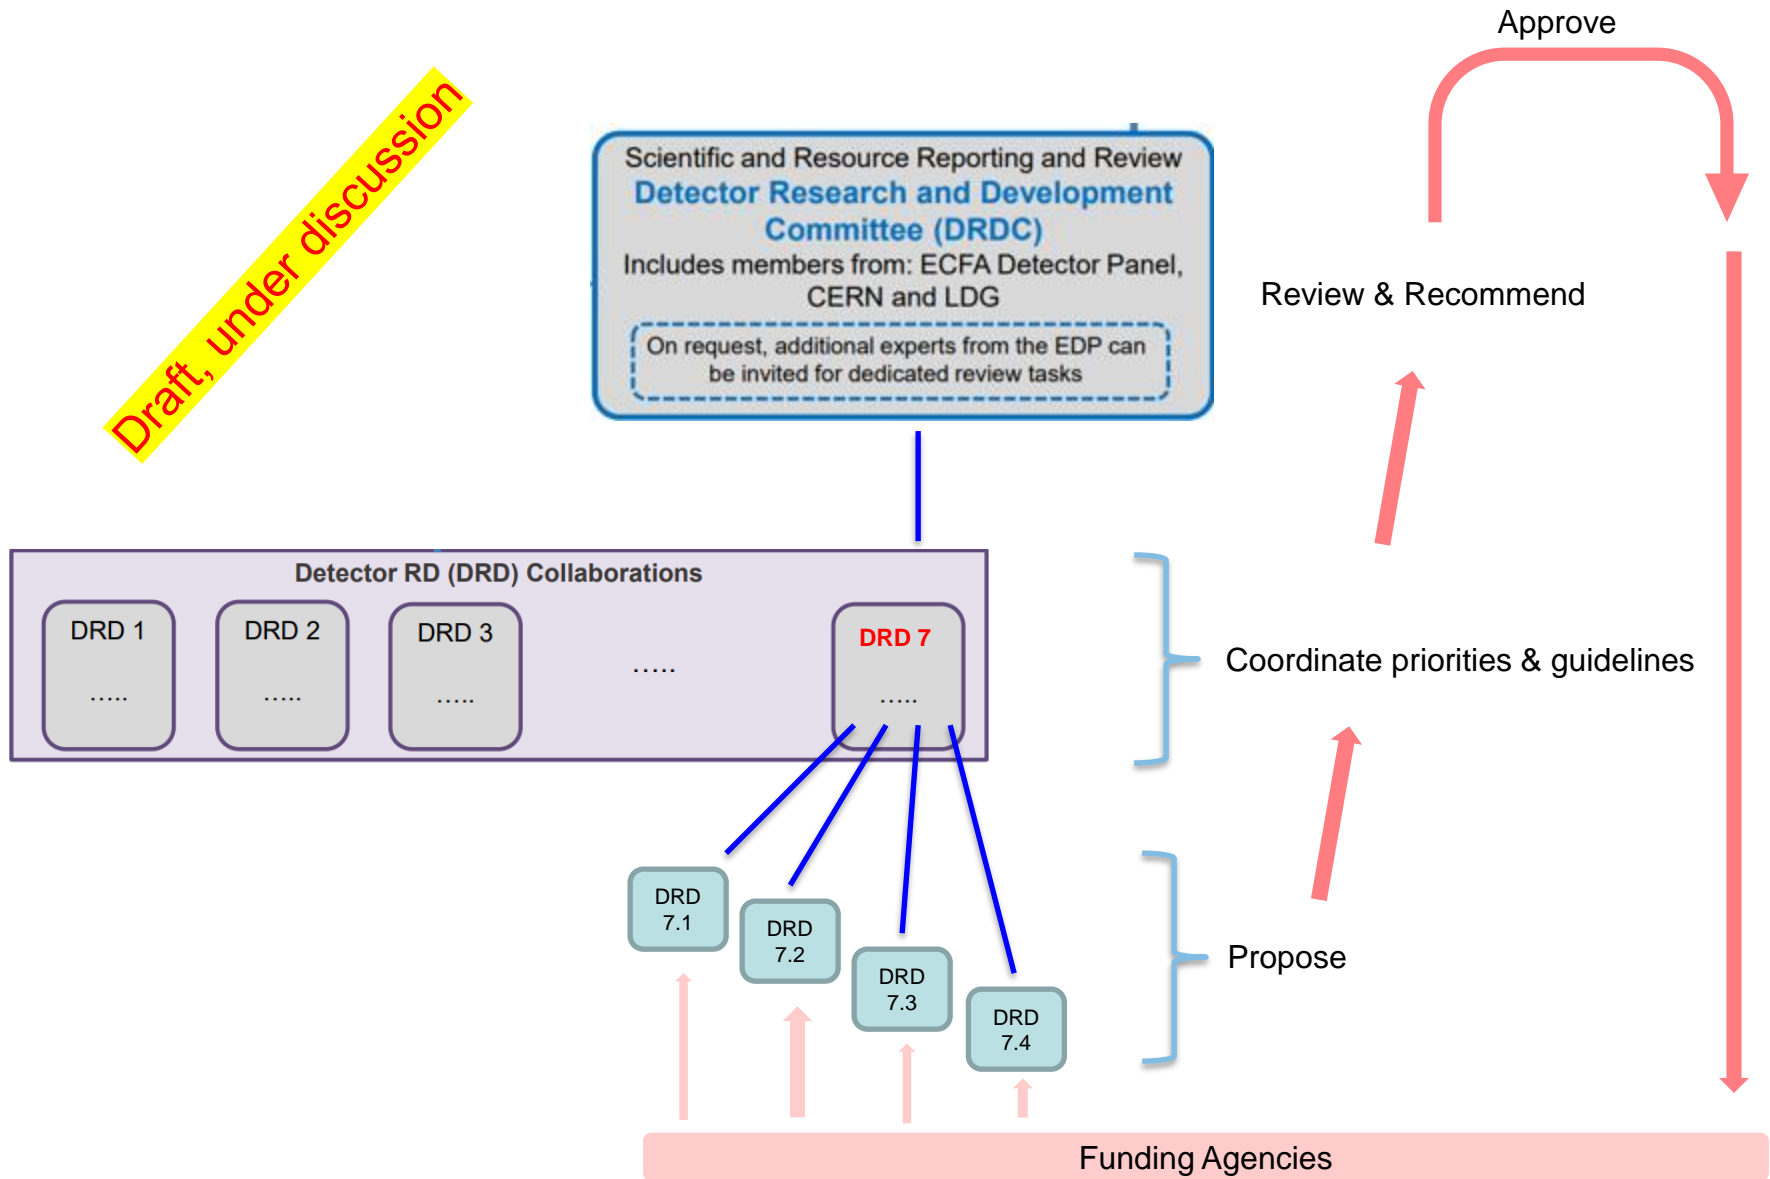 Approve
Draft, under discussion
Scientific and Resource Reporting and Review
Detector Research and Development
Committee (DRDC)
Includes members from: ECFA Detector Panel,
CERN and LDG
On request, additional experts from the EDP can
be invited for dedicated review tasks
Review & Recommend
Detector RD (DRD) Collaborations
DRD 1
.....
DRD 2
.....
DRD 3
.....
.....
DRD 7
.....
Coordinate priorities & guidelines
DRD
7.1
DRD
7.2
DRD
7.3
DRD
7.4
Propose
Funding Agencies